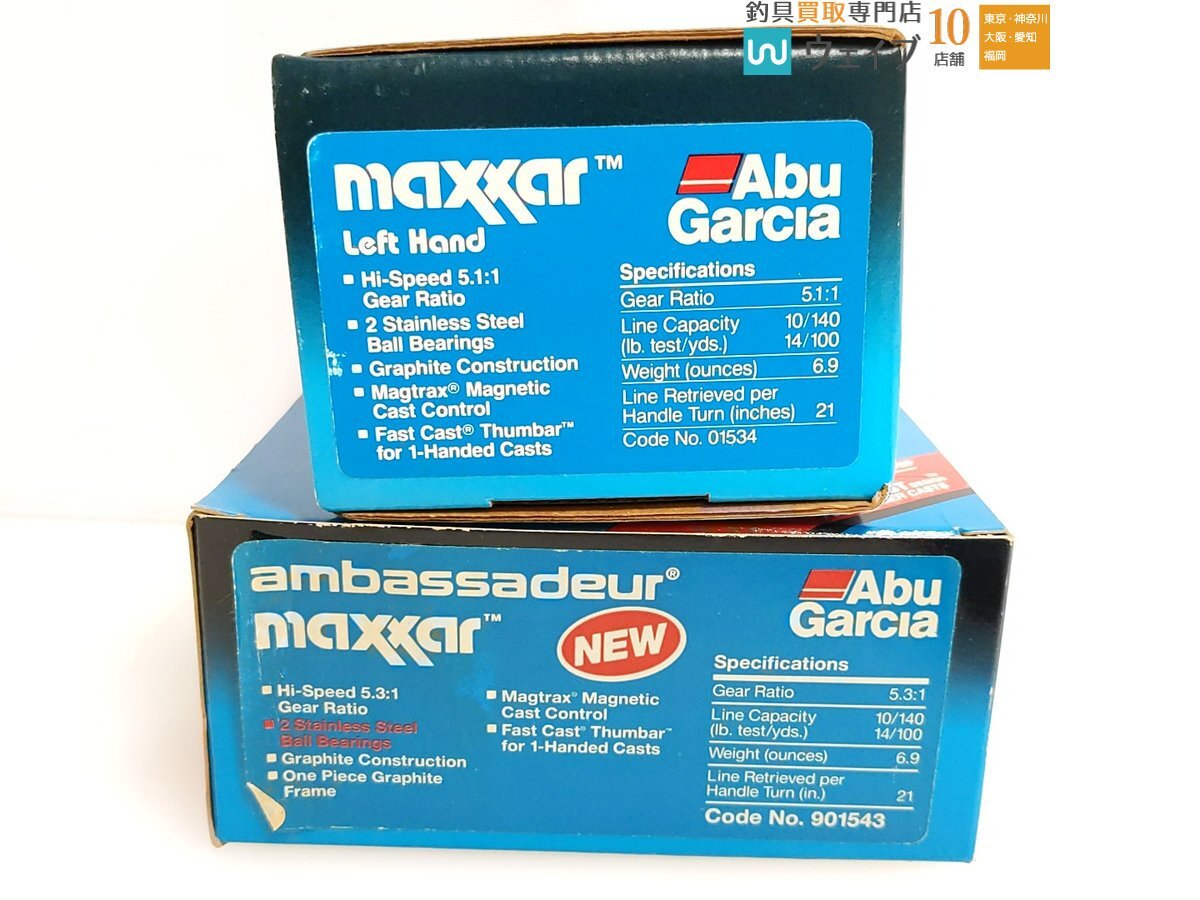 釣具買取専門店
ウェイブ
10
店舗
東京・神奈川
大阪・愛知
福岡
maxxar™
Left Hand
Abu
Garcia
▪ Hi-Speed 5.1:1
Gear Ratio
▪ 2 Stainless Steel
Ball Bearings
▪ Graphite Construction
▪ Magtrax® Magnetic
Cast Control
▪ Fast Cast® Thumbar™
for 1-Handed Casts
Specifications
Gear Ratio 5.1:1
Line Capacity 10/140
(lb. test/yds.) 14/100
Weight (ounces) 6.9
Line Retrieved per
Handle Turn (inches) 21
Code No. 01534
ER CASTS
ambassadeur®
maxxar™
NEW
Abu
Garcia
▪ Hi-Speed 5.3:1
Gear Ratio
▪ 2 Stainless Steel
Ball Bearings
▪ Graphite Construction
▪ One Piece Graphite
Frame
▪ Magtrax® Magnetic
Cast Control
▪ Fast Cast® Thumbar™
for 1-Handed Casts
Specifications
Gear Ratio 5.3:1
Line Capacity 10/140
(lb. test/yds.) 14/100
Weight (ounces) 6.9
Line Retrieved per
Handle Turn (in.) 21
Code No. 901543